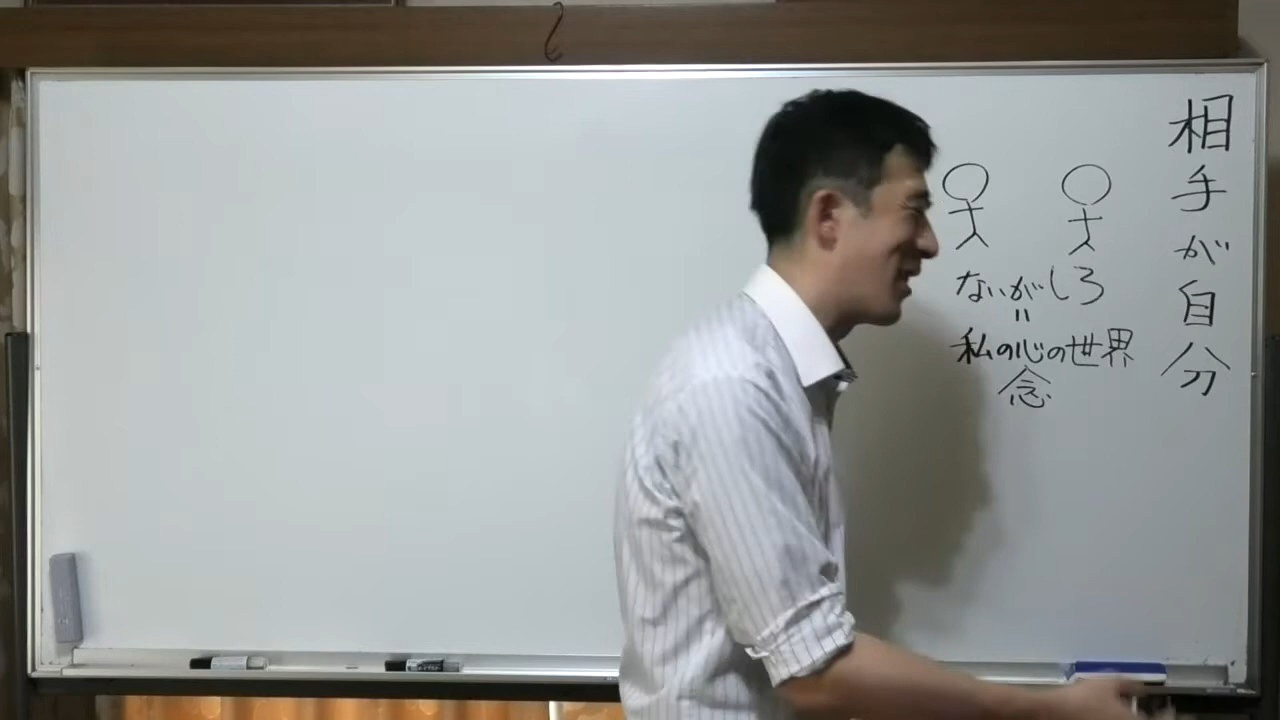 相手が自分
ないがしろ
=
私の心の世界
念